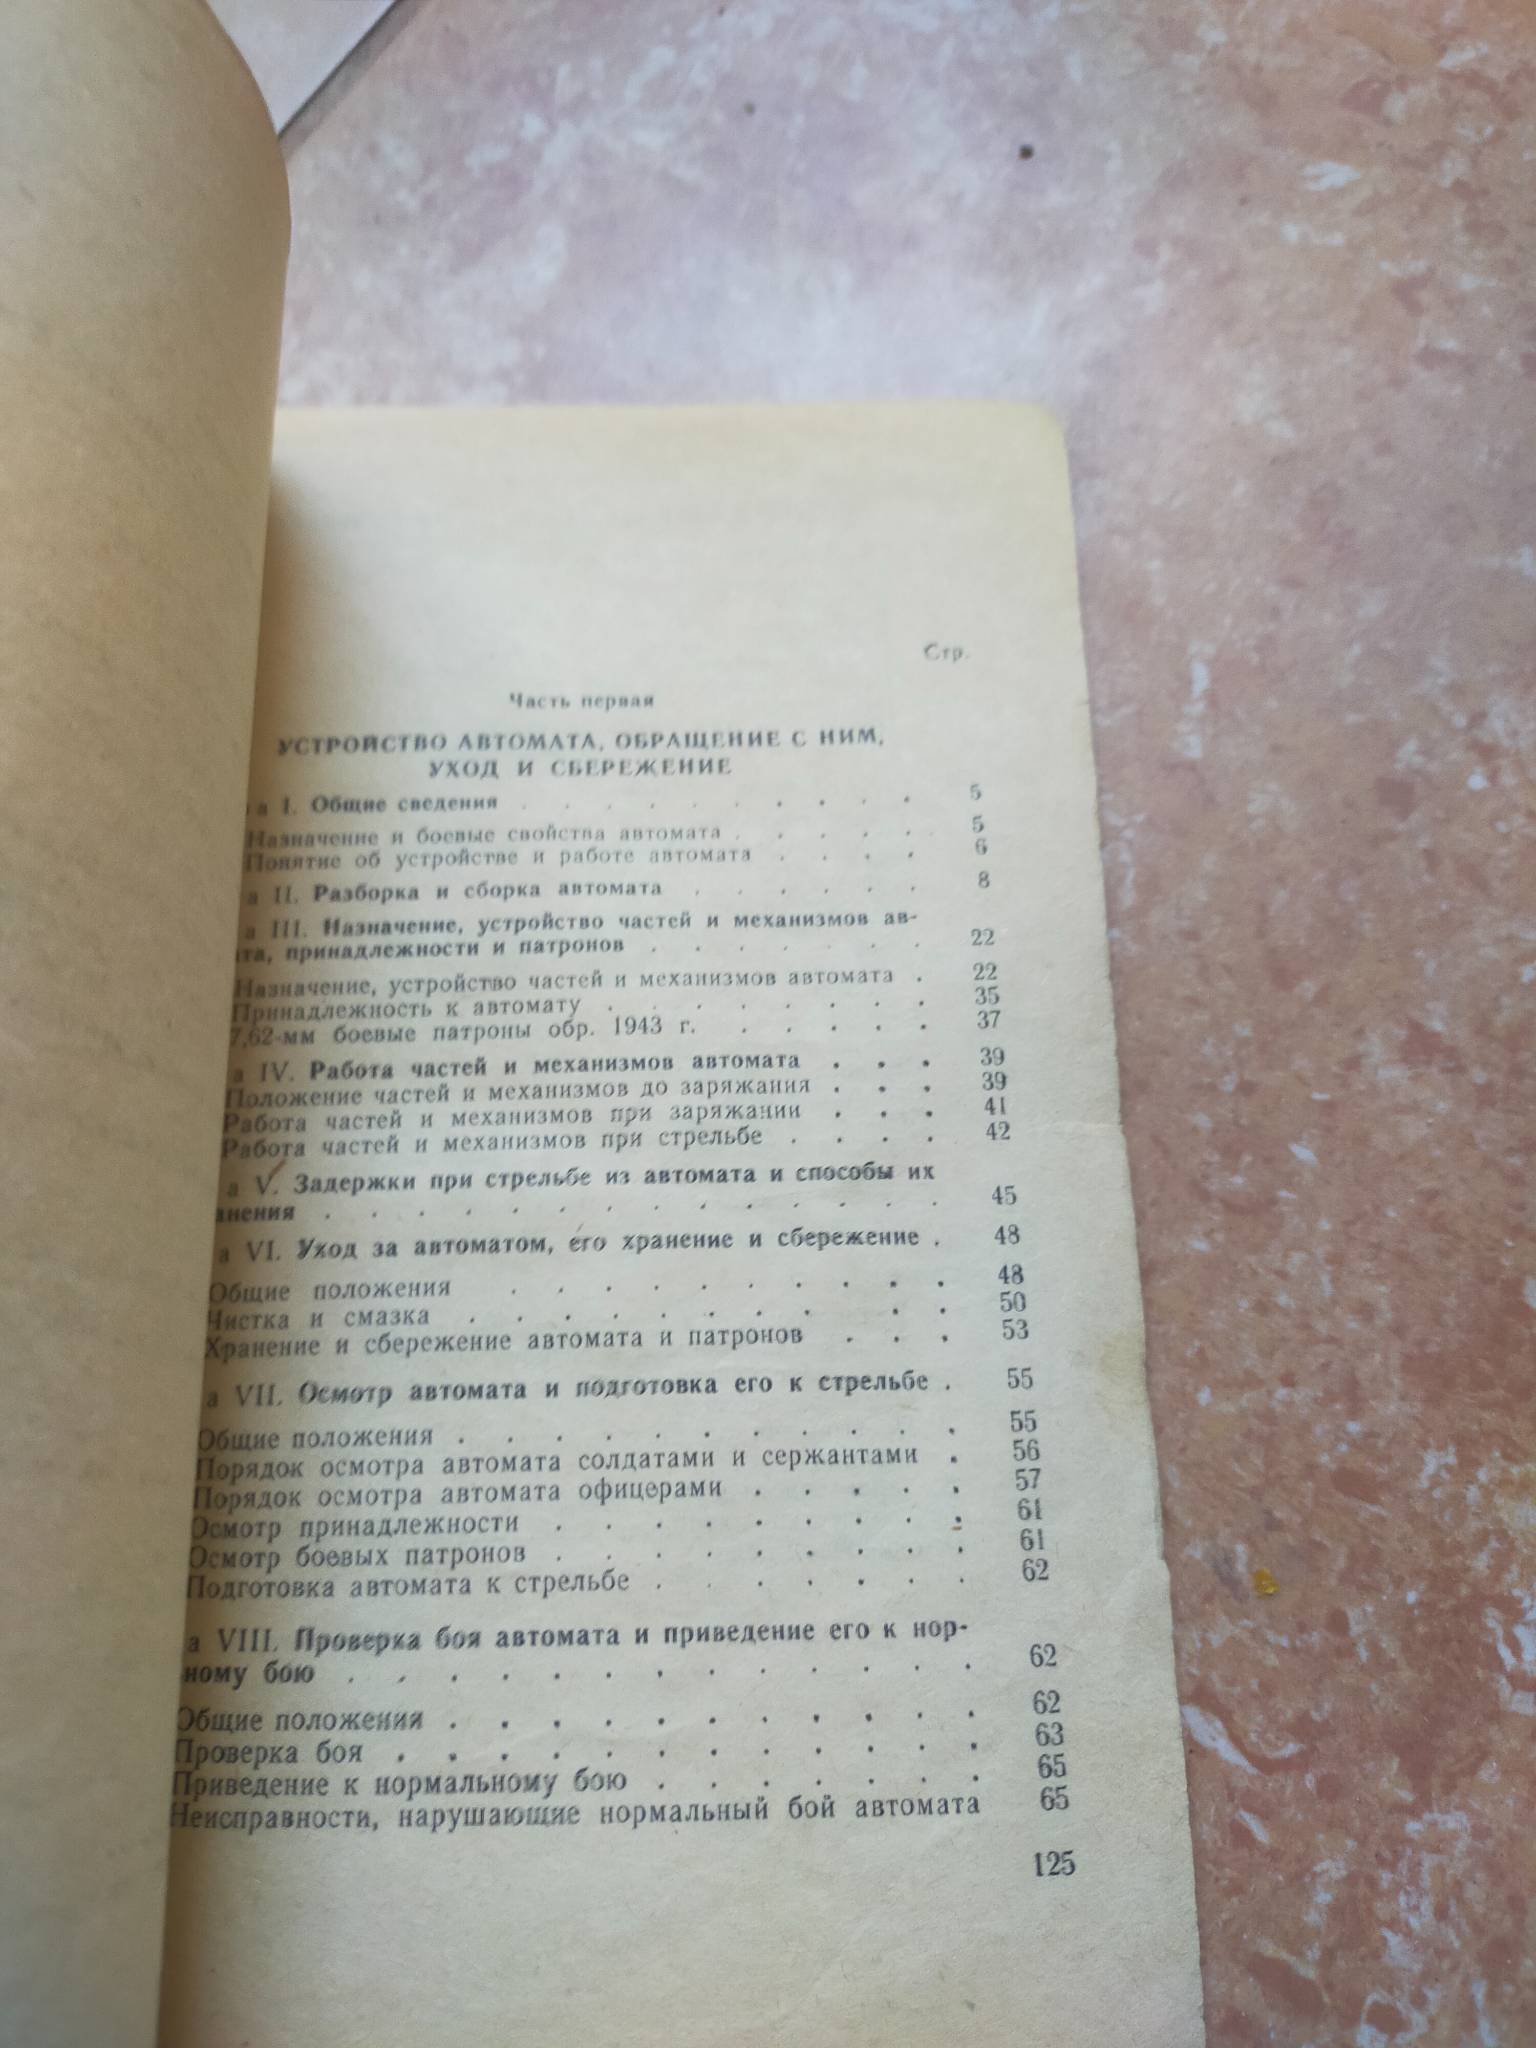 Стр.
Часть первая
УСТРОЙСТВО АВТОМАТА, ОБРАЩЕНИЕ С НИМ,
УХОД И СБЕРЕЖЕНИЕ
а I. Общие сведения . . . . . . . . . 5
Назначение и боевые свойства автомата . . . . . 5
Понятие об устройстве и работе автомата . . . . 6
а II. Разборка и сборка автомата . . . . . . 8
а III. Назначение, устройство частей и механизмов ав-
та, принадлежности и патронов . . . . . . . 22
Назначение, устройство частей и механизмов автомата . 22
Принадлежность к автомату . . . . . . . . 35
7,62-мм боевые патроны обр. 1943 г. . . . . . 37
а IV. Работа частей и механизмов автомата . . . 39
Положение частей и механизмов до заряжания . . . 39
Работа частей и механизмов при заряжании . . . 41
Работа частей и механизмов при стрельбе . . . . 42
а V. Задержки при стрельбе из автомата и способы их
анения . . . . . . . . . . . . . . 45
а VI. Уход за автоматом, его хранение и сбережение . 48
Общие положения . . . . . . . . . . 48
Чистка и смазка . . . . . . . . . . . 50
Хранение и сбережение автомата и патронов . . . 53
а VII. Осмотр автомата и подготовка его к стрельбе . 55
Общие положения . . . . . . . . . . . 55
Порядок осмотра автомата солдатами и сержантами . 56
Порядок осмотра автомата офицерами . . . . . 57
Осмотр принадлежности . . . . . . . . . 61
Осмотр боевых патронов . . . . . . . . . 61
Подготовка автомата к стрельбе . . . . . . . 62
а VIII. Проверка боя автомата и приведение его к нор-
ному бою . . . . . . . . . . . . . 62
Общие положения . . . . . . . . . . . 62
Проверка боя . . . . . . . . . . . . 63
Приведение к нормальному бою . . . . . . . 65
Неисправности, нарушающие нормальный бой автомата 65
125